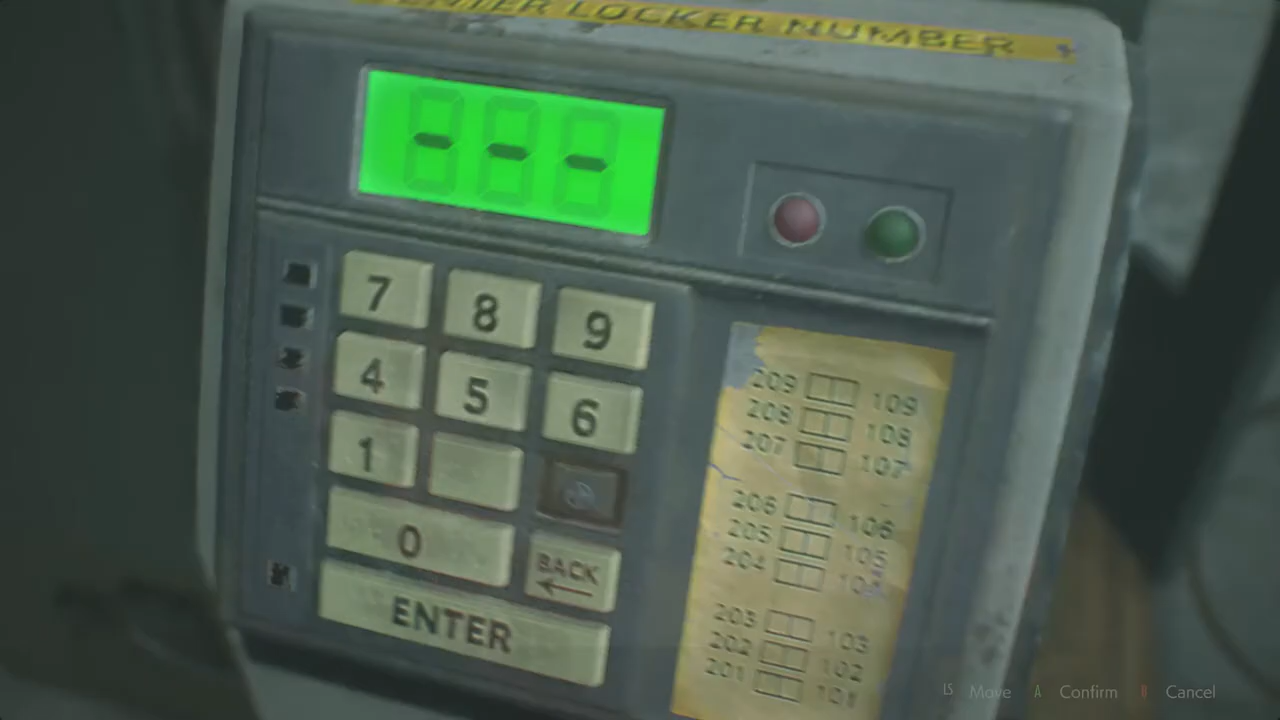 ENTER LOCKER NUMBER
---
7 8 9
4 5 6
1
0 BACK
ENTER
209 109
208 108
207 107
206 106
205 105
204 104
203 103
202 102
201 101
LS Move A Confirm B Cancel